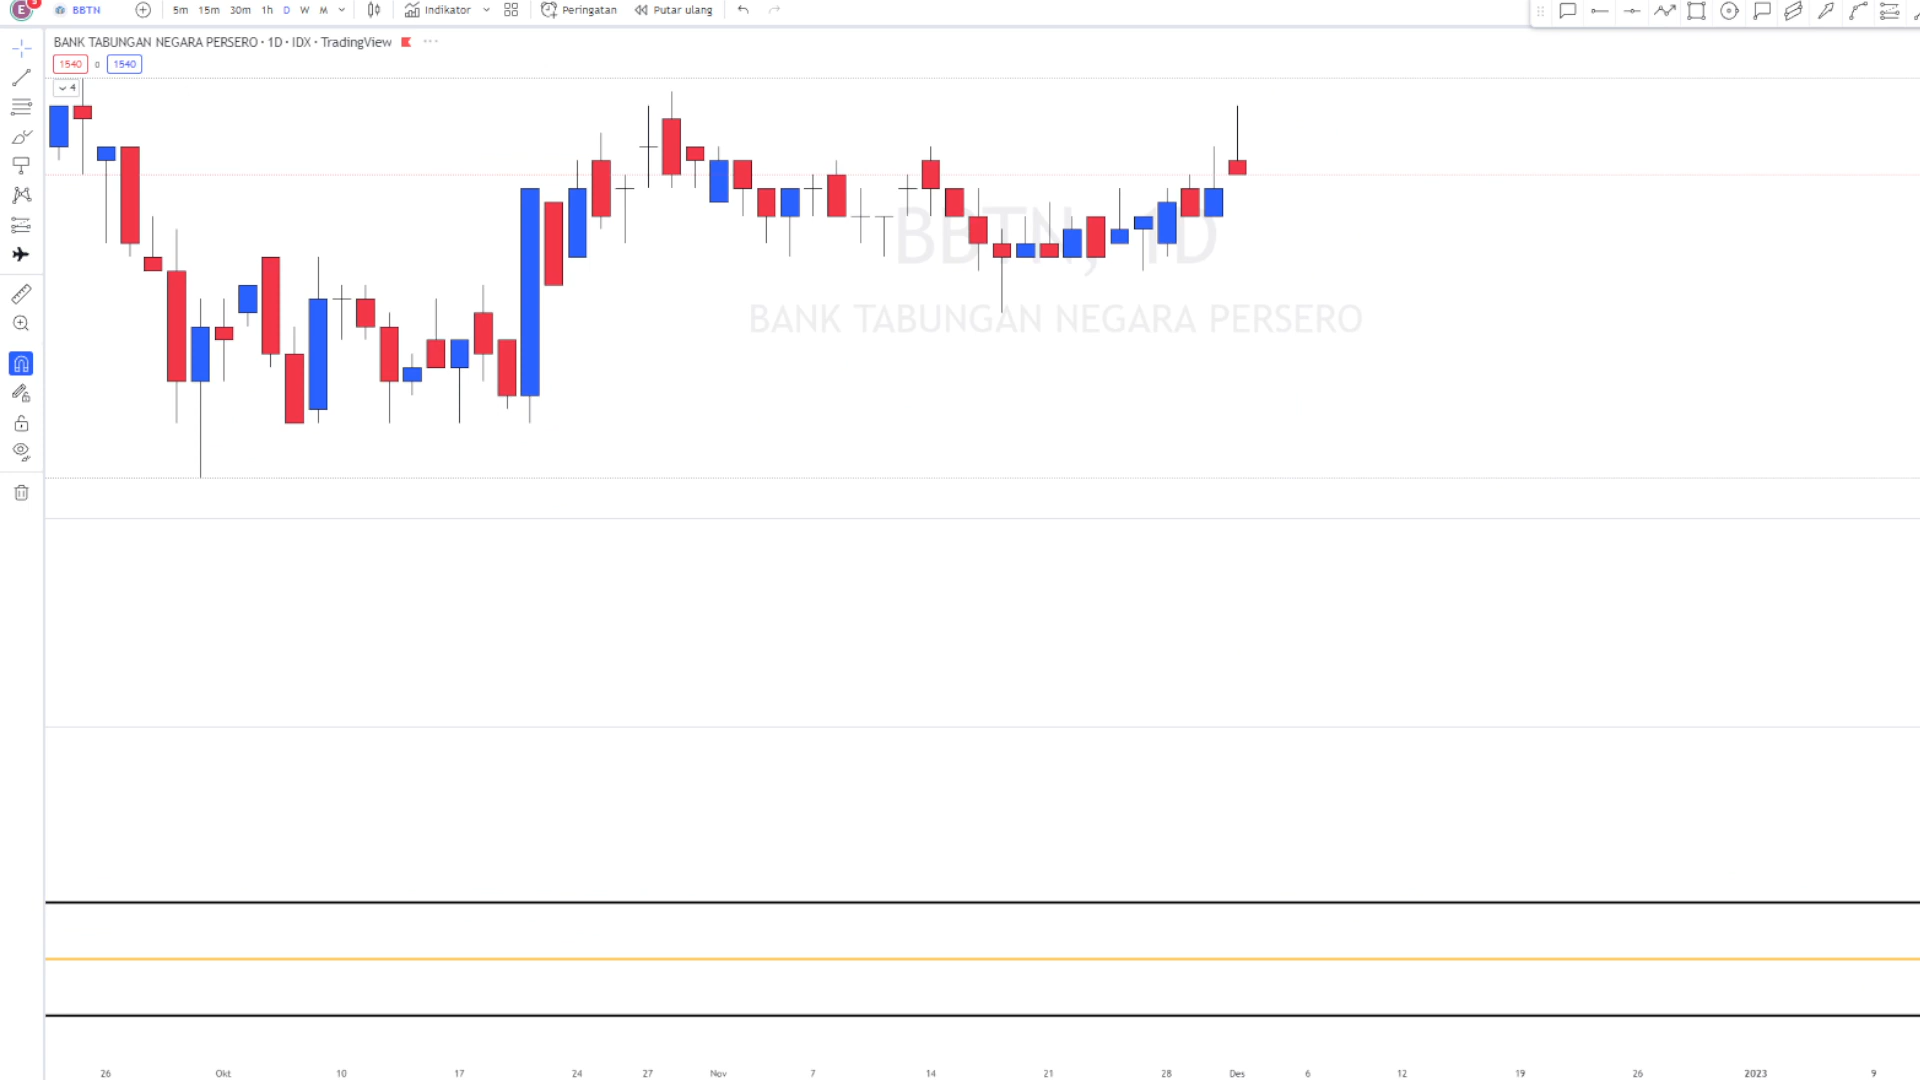 E 5 BBTN 5m 15m 30m 1h D W M Indikator Peringatan Putar ulang
BANK TABUNGAN NEGARA PERSERO · 1D · IDX · TradingView
1540 0 1540
4
BBTN, 1D
BANK TABUNGAN NEGARA PERSERO
26 Okt 10 17 24 27 Nov 7 14 21 28 Des 6 12 19 26 2023 9